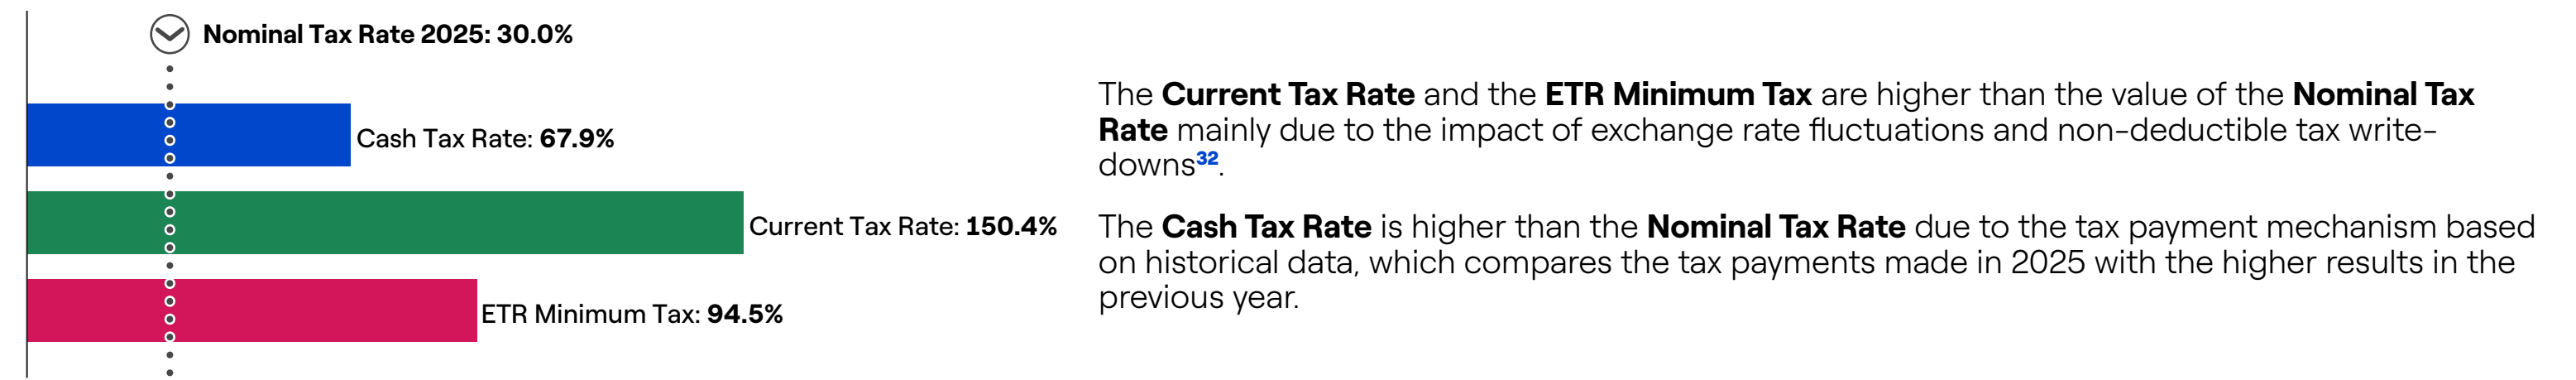 Nominal Tax Rate 2025: 30.0%
Cash Tax Rate: 67.9%
Current Tax Rate: 150.4%
ETR Minimum Tax: 94.5%
The Current Tax Rate and the ETR Minimum Tax are higher than the value of the Nominal Tax
Rate mainly due to the impact of exchange rate fluctuations and non-deductible tax write-
downs32.
The Cash Tax Rate is higher than the Nominal Tax Rate due to the tax payment mechanism based
on historical data, which compares the tax payments made in 2025 with the higher results in the
previous year.